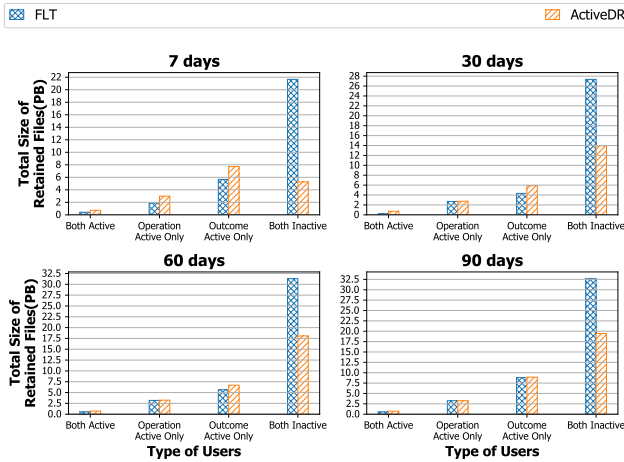 FLT
ActiveDR
7 days
30 days
Total Size of
Retained Files(PB)
22
20
18
16
14
12
10
8
6
4
2
0
28
26
24
22
20
18
16
14
12
10
8
6
4
2
0
Both Active
Operation
Active Only
Outcome
Active Only
Both Inactive
Both Active
Operation
Active Only
Outcome
Active Only
Both Inactive
60 days
90 days
Total Size of
Retained Files(PB)
32.5
30.0
27.5
25.0
22.5
20.0
17.5
15.0
12.5
10.0
7.5
5.0
2.5
0.0
32.5
30.0
27.5
25.0
22.5
20.0
17.5
15.0
12.5
10.0
7.5
5.0
2.5
0.0
Both Active
Operation
Active Only
Outcome
Active Only
Both Inactive
Both Active
Operation
Active Only
Outcome
Active Only
Both Inactive
Type of Users
Type of Users